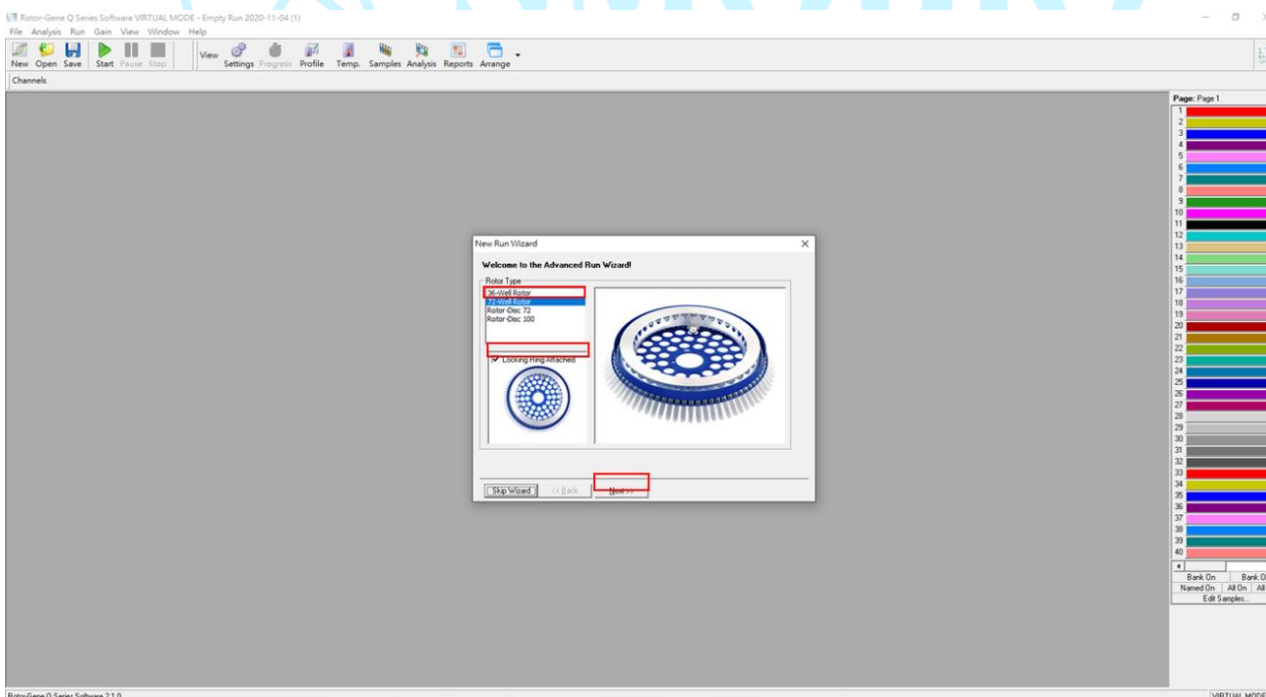 Rotor-Gene Q Series Software VIRTUAL MODE - Empty Run 2020-11-04 (1)
File Analysis Run Gain View Window Help
New Open Save Start Pause Stop View Settings Progress Profile Temp. Samples Analysis Reports Arrange
Channels
Page: Page 1
1
2
3
4
5
6
7
8
9
10
11
12
13
14
15
16
17
18
19
20
21
22
23
24
25
26
27
28
29
30
31
32
33
34
35
36
37
38
39
40
Bank On
Named On All On All
Edit Samples...
New Run Wizard
Welcome to the Advanced Run Wizard!
Rotor Type
36-Well Rotor
72-Well Rotor
Rotor-Disc 72
Rotor-Disc 100
Locking Ring Attached
Skip Wizard << Back Next >>
Rotor-Gene Q Series Software 2.1.0
VIRTUAL MODE